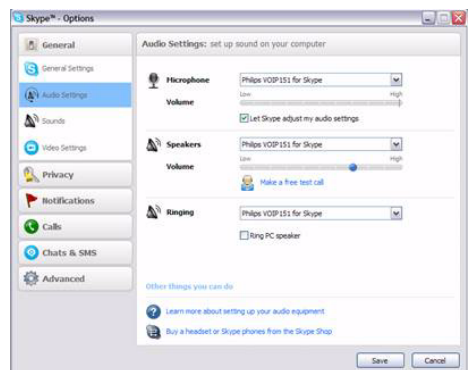 Skype™ - Options
General
General Settings
Audio Settings
Sounds
Video Settings
Privacy
Notifications
Calls
Chats & SMS
Advanced
Audio Settings: set up sound on your computer
Microphone
Philips VOIP151 for Skype
Volume
Low
High
Let Skype adjust my audio settings
Speakers
Philips VOIP151 for Skype
Volume
Low
High
Make a free test call
Ringing
Philips VOIP151 for Skype
Ring PC speaker
Other things you can do
Learn more about setting up your audio equipment
Buy a headset or Skype phones from the Skype Shop
Save
Cancel